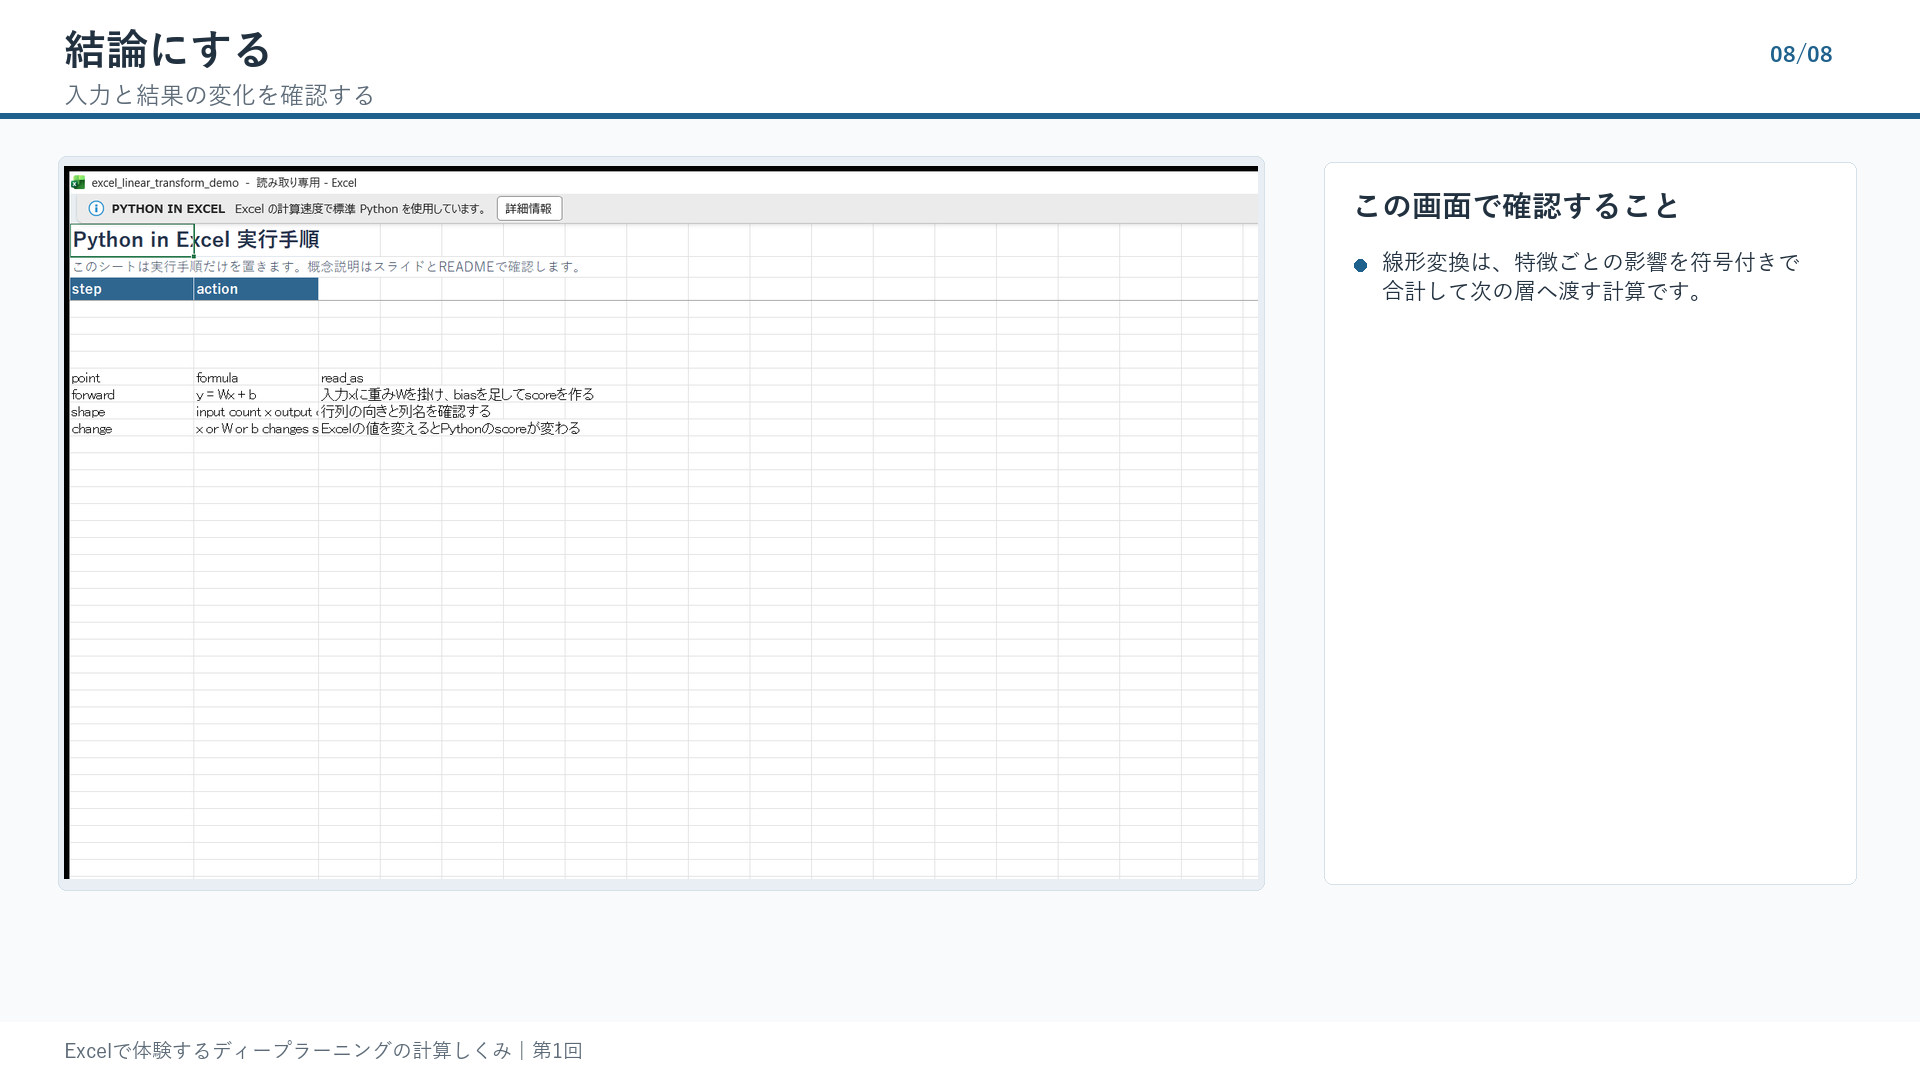 結論にする
08/08
入力と結果の変化を確認する
excel_linear_transform_demo - 読み取り専用 - Excel
PYTHON IN EXCEL Excel の計算速度で標準 Python を使用しています。 詳細情報
Python in Excel 実行手順
このシートは実行手順だけを置きます。概念説明はスライドとREADMEで確認します。
step action
point formula read_as
forward y = Wx + b 入力xに重みWを掛け、biasを足してscoreを作る
shape input count x output 行列の向きと列名を確認する
change x or W or b changes s Excelの値を変えるとPythonのscoreが変わる
この画面で確認すること
線形変換は、特徴ごとの影響を符号付きで
合計して次の層へ渡す計算です。
Excelで体験するディープラーニングの計算しくみ｜第1回